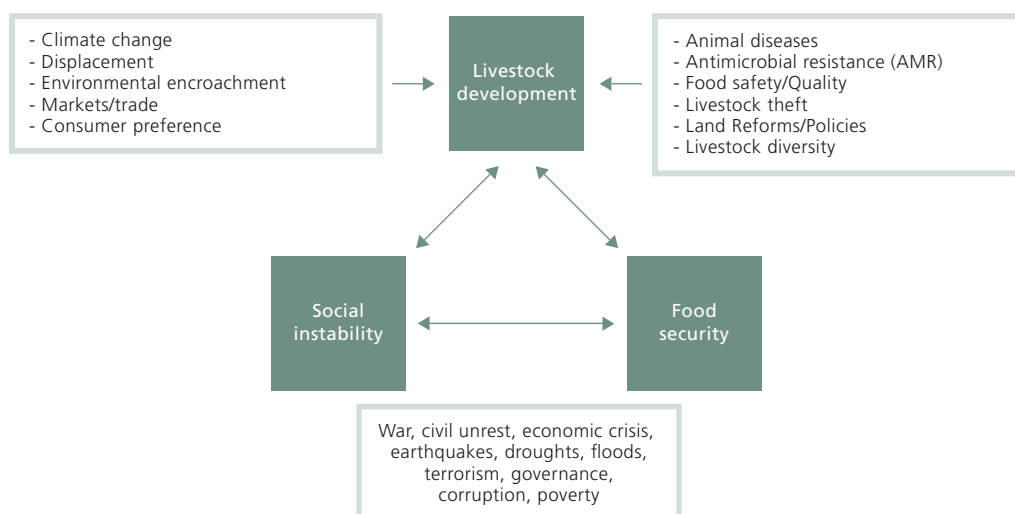 - Climate change
- Displacement
- Environmental encroachment
- Markets/trade
- Consumer preference
Livestock
development
- Animal diseases
- Antimicrobial resistance (AMR)
- Food safety/Quality
- Livestock theft
- Land Reforms/Policies
- Livestock diversity
Social
instability
Food
security
War, civil unrest, economic crisis,
earthquakes, droughts, floods,
terrorism, governance,
corruption, poverty